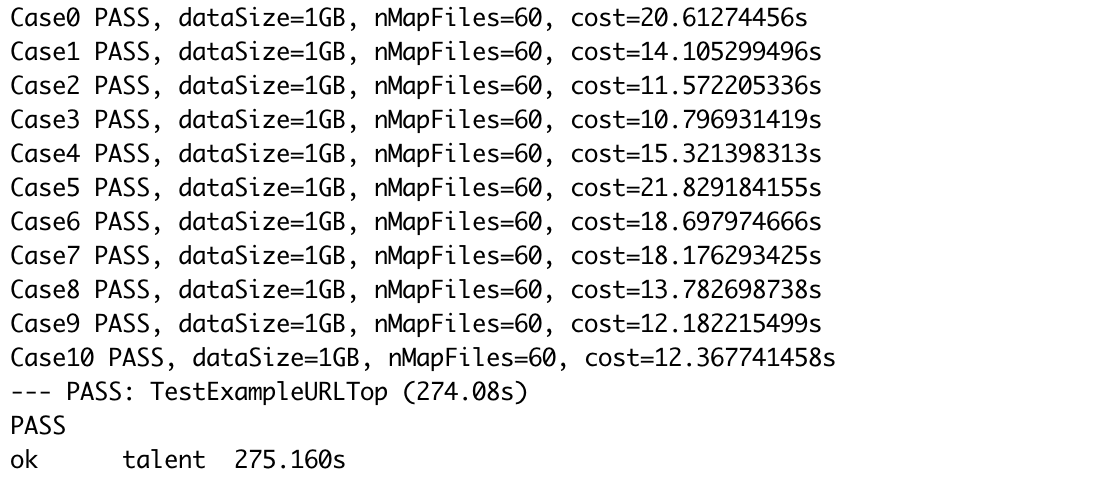 Case0 PASS, dataSize=1GB, nMapFiles=60, cost=20.61274456s
Case1 PASS, dataSize=1GB, nMapFiles=60, cost=14.105299496s
Case2 PASS, dataSize=1GB, nMapFiles=60, cost=11.572205336s
Case3 PASS, dataSize=1GB, nMapFiles=60, cost=10.796931419s
Case4 PASS, dataSize=1GB, nMapFiles=60, cost=15.321398313s
Case5 PASS, dataSize=1GB, nMapFiles=60, cost=21.829184155s
Case6 PASS, dataSize=1GB, nMapFiles=60, cost=18.697974666s
Case7 PASS, dataSize=1GB, nMapFiles=60, cost=18.176293425s
Case8 PASS, dataSize=1GB, nMapFiles=60, cost=13.782698738s
Case9 PASS, dataSize=1GB, nMapFiles=60, cost=12.182215499s
Case10 PASS, dataSize=1GB, nMapFiles=60, cost=12.367741458s
--- PASS: TestExampleURLTop (274.08s)
PASS
ok      talent  275.160s